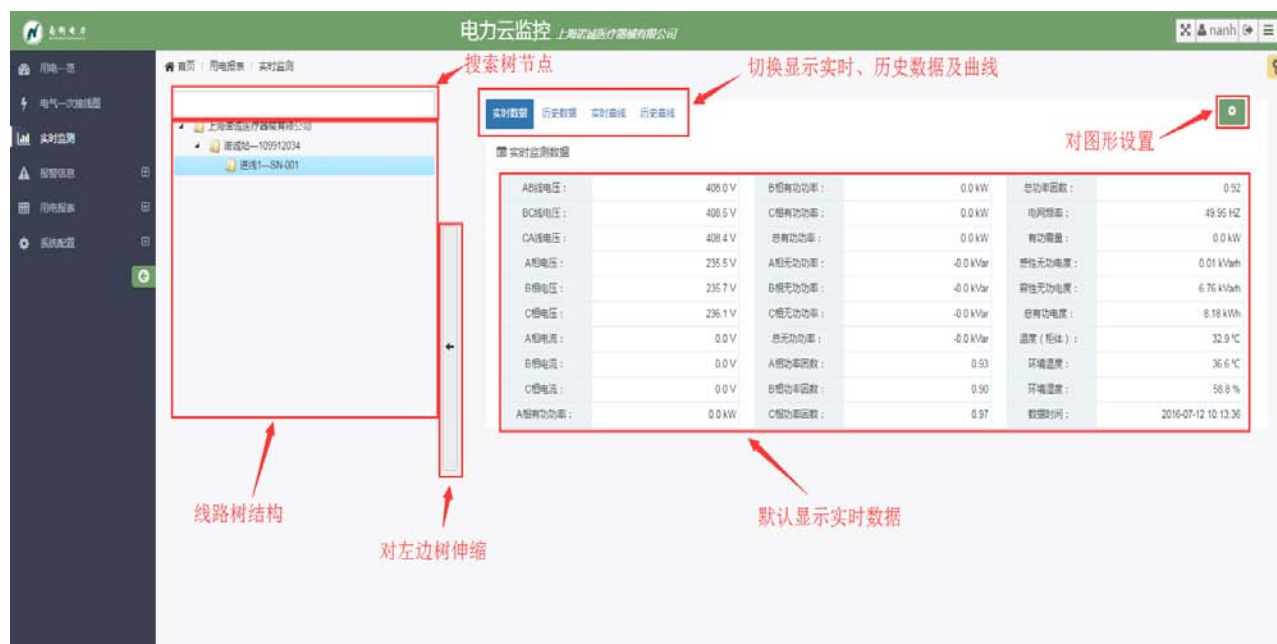 电力云监控 上海诺诚医疗器械有限公司
nanh
用电一览
电气一次接线图
实时监测
报警信息
用电报表
系统配置
首页 / 用电报表 / 实时监测
搜索树节点
切换显示实时、历史数据及曲线
上海诺诚医疗器械有限公司
诺诚站—109912034
进线1—SN-001
实时数据 历史数据 实时曲线 历史曲线
对图形设置
实时监测数据
AB线电压： 408.0 V B相有功功率： 0.0 kW 总功率因数： 0.92
BC线电压： 408.5 V C相有功功率： 0.0 kW 电网频率： 49.95 HZ
CA线电压： 408.4 V 总有功功率： 0.0 kW 有功需量： 0.0 kW
A相电压： 235.5 V A相无功功率： -0.0 kVar 感性无功电度： 0.01 kVarh
B相电压： 235.7 V B相无功功率： -0.0 kVar 容性无功电度： 6.76 kVarh
C相电压： 236.1 V C相无功功率： -0.0 kVar 总有功电度： 8.18 kWh
A相电流： 0.0 V 总无功功率： -0.0 kVar 温度（柜体）： 32.9 ℃
B相电流： 0.0 V A相功率因数： 0.93 环境温度： 36.6 ℃
C相电流： 0.0 V B相功率因数： 0.90 环境湿度： 58.8 %
A相有功功率： 0.0 kW C相功率因数： 0.97 数据时间： 2016-07-12 10:13:36
线路树结构
对左边树伸缩
默认显示实时数据